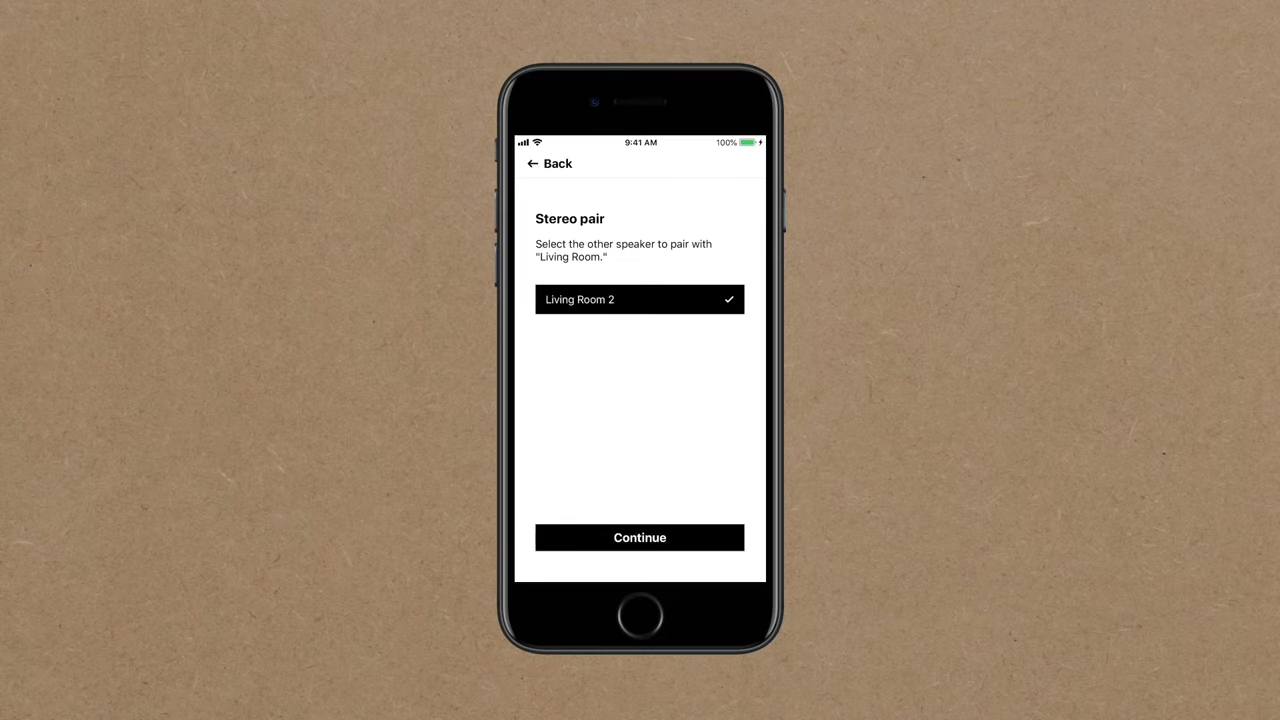 9:41 AM
100%
Back
Stereo pair
Select the other speaker to pair with
"Living Room."
Living Room 2
Continue